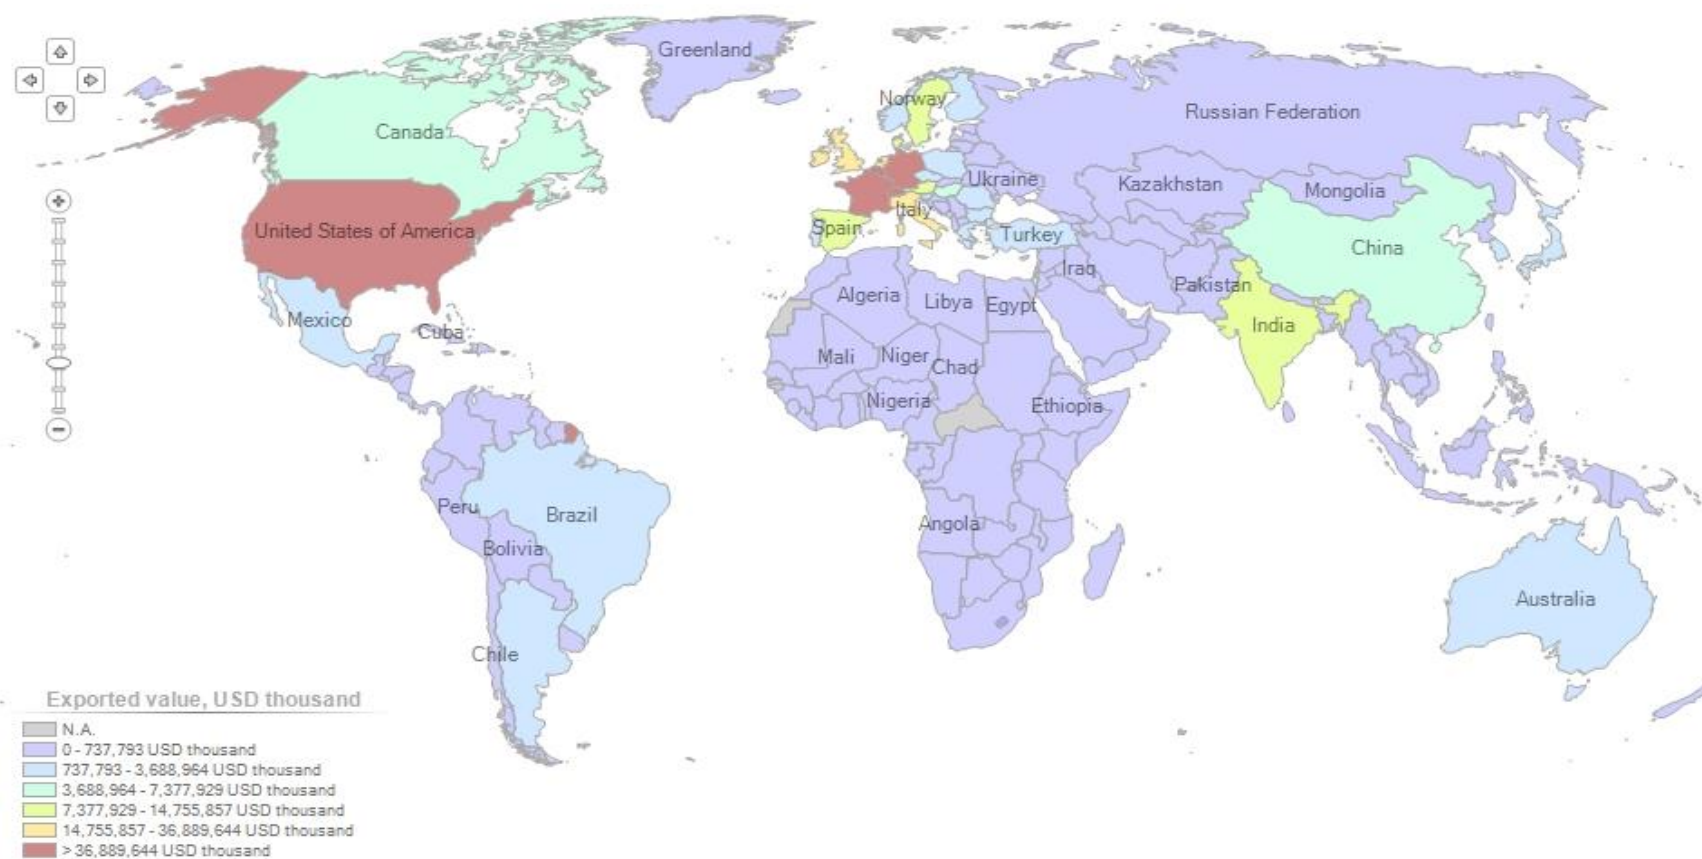 Greenland
Norway
Russian Federation
Canada
Ukraine
Kazakhstan
Mongolia
United States of America
Italy
Spain
Turkey
China
Iraq
Pakistan
Algeria
Libya
Egypt
Mexico
Cuba
India
Mali
Niger
Chad
Nigeria
Ethiopia
Peru
Brazil
Angola
Bolivia
Australia
Chile
Exported value, USD thousand
N.A.
0 - 737,793 USD thousand
737,793 - 3,688,964 USD thousand
3,688,964 - 7,377,929 USD thousand
7,377,929 - 14,755,857 USD thousand
14,755,857 - 36,889,644 USD thousand
> 36,889,644 USD thousand